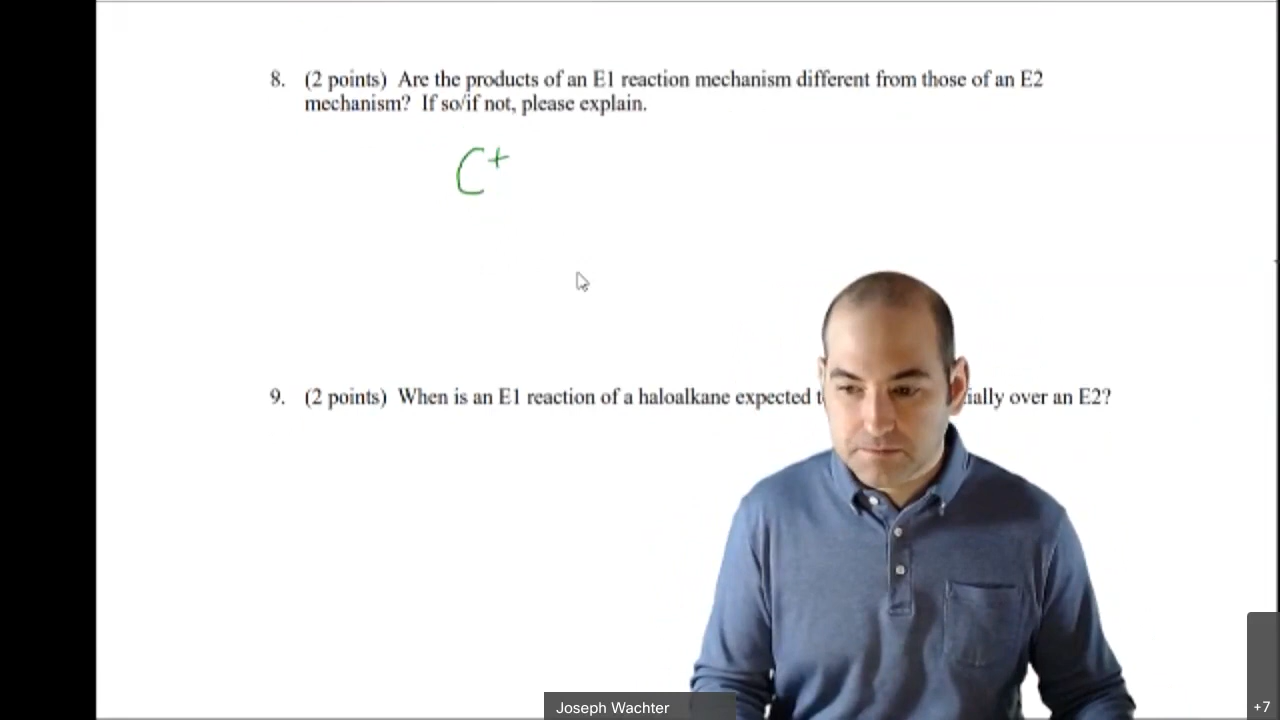 8. (2 points) Are the products of an E1 reaction mechanism different from those of an E2
mechanism? If so/if not, please explain.
C+
9. (2 points) When is an E1 reaction of a haloalkane expected ially over an E2?
Joseph Wachter
+7